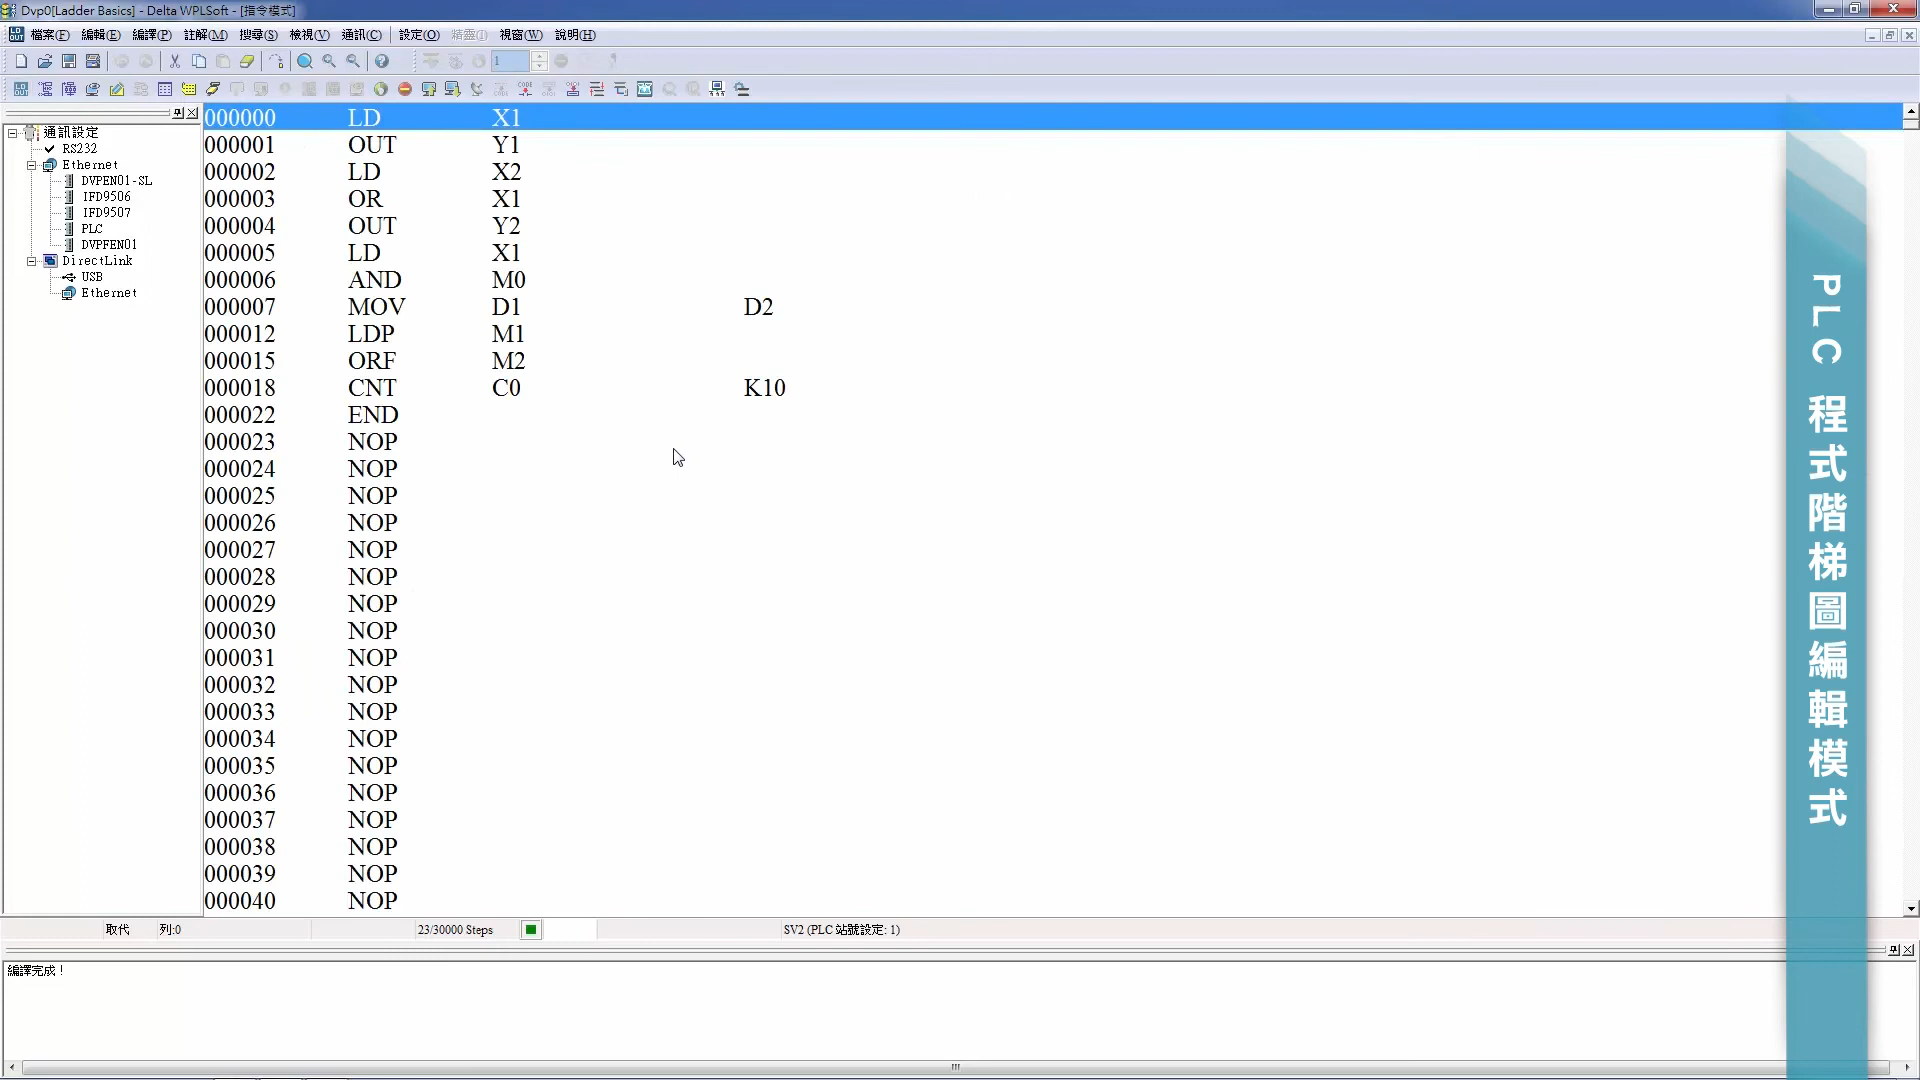 Dvp0[Ladder Basics] - Delta WPLSoft - [指令模式]
檔案(F) 編輯(E) 編譯(P) 註解(M) 搜尋(S) 檢視(V) 通訊(C) 設定(O) 精靈(I) 視窗(W) 說明(H)
1
通訊設定
RS232
Ethernet
DVPEN01-SL
IFD9506
IFD9507
PLC
DVPFEN01
DirectLink
USB
Ethernet
000000 LD X1
000001 OUT Y1
000002 LD X2
000003 OR X1
000004 OUT Y2
000005 LD X1
000006 AND M0
000007 MOV D1 D2
000012 LDP M1
000015 ORF M2
000018 CNT C0 K10
000022 END
000023 NOP
000024 NOP
000025 NOP
000026 NOP
000027 NOP
000028 NOP
000029 NOP
000030 NOP
000031 NOP
000032 NOP
000033 NOP
000034 NOP
000035 NOP
000036 NOP
000037 NOP
000038 NOP
000039 NOP
000040 NOP
PLC 程式階梯圖編輯模式
取代 列:0 23/30000 Steps SV2 (PLC 站號設定: 1)
編譯完成！